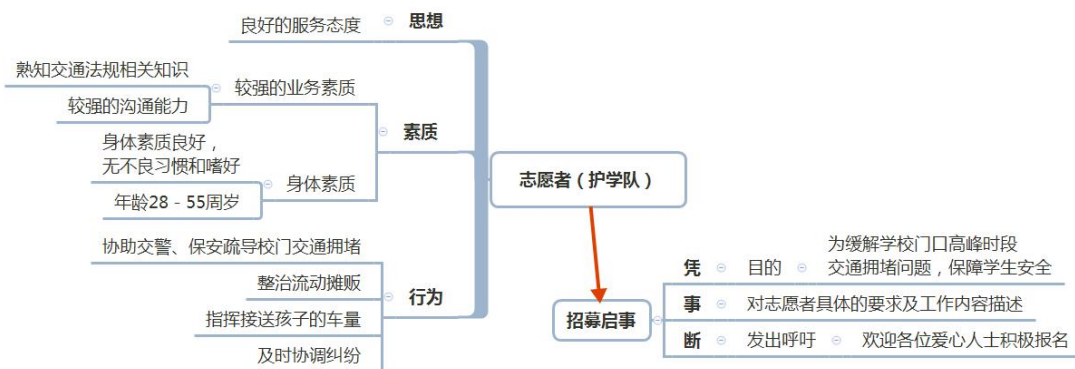 良好的服务态度
思想
熟知交通法规相关知识
较强的沟通能力
较强的业务素质
身体素质良好，
无不良习惯和嗜好
年龄28 - 55周岁
身体素质
素质
志愿者（护学队）
协助交警、保安疏导校门交通拥堵
整治流动摊贩
指挥接送孩子的车量
及时协调纠纷
行为
招募启事
凭
目的
为缓解学校门口高峰时段
交通拥堵问题，保障学生安全
事
对志愿者具体的要求及工作内容描述
断
发出呼吁
欢迎各位爱心人士积极报名